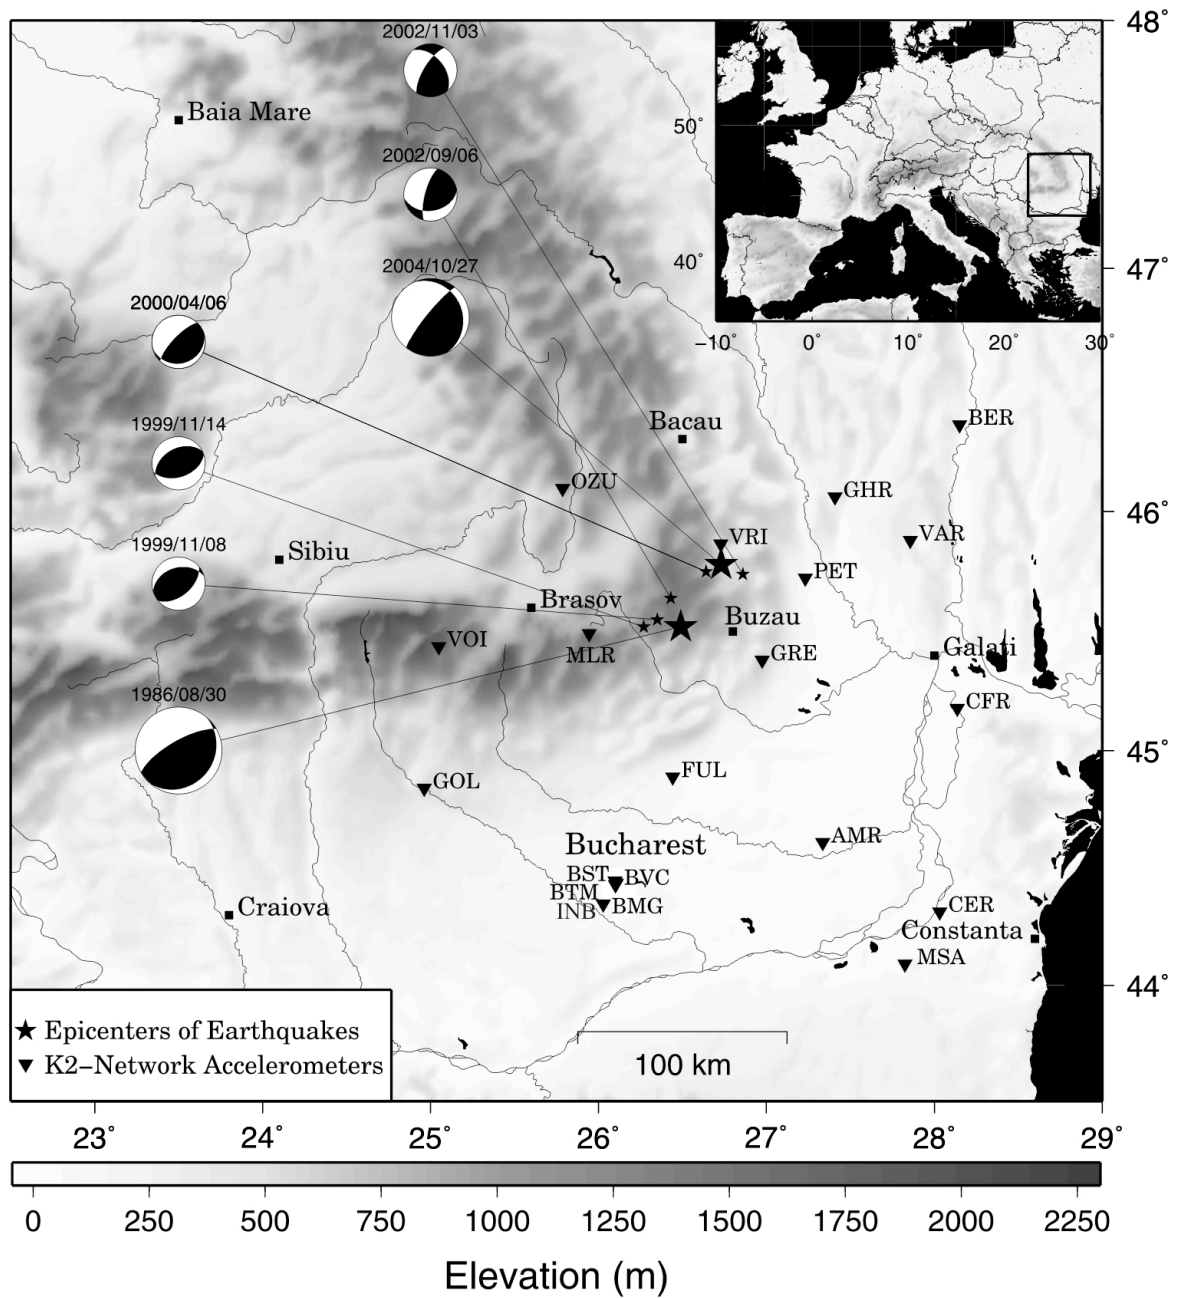 2002/11/03
48°
Baia Mare
50°
2002/09/06
40°
2004/10/27
47°
2000/04/06
−10°
0°
10°
20°
30°
1999/11/14
Bacau
BER
OZU
GHR
46°
VRI
VAR
1999/11/08
Sibiu
PET
Brasov
Buzau
VOI
MLR
GRE
Galati
1986/08/30
CFR
45°
GOL
FUL
AMR
Bucharest
BST
BVC
BTM
INB
BMG
Craiova
CER
Constanta
MSA
44°
Epicenters of Earthquakes
K2−Network Accelerometers
100 km
23°
24°
25°
26°
27°
28°
29°
0
250
500
750
1000
1250
1500
1750
2000
2250
Elevation (m)